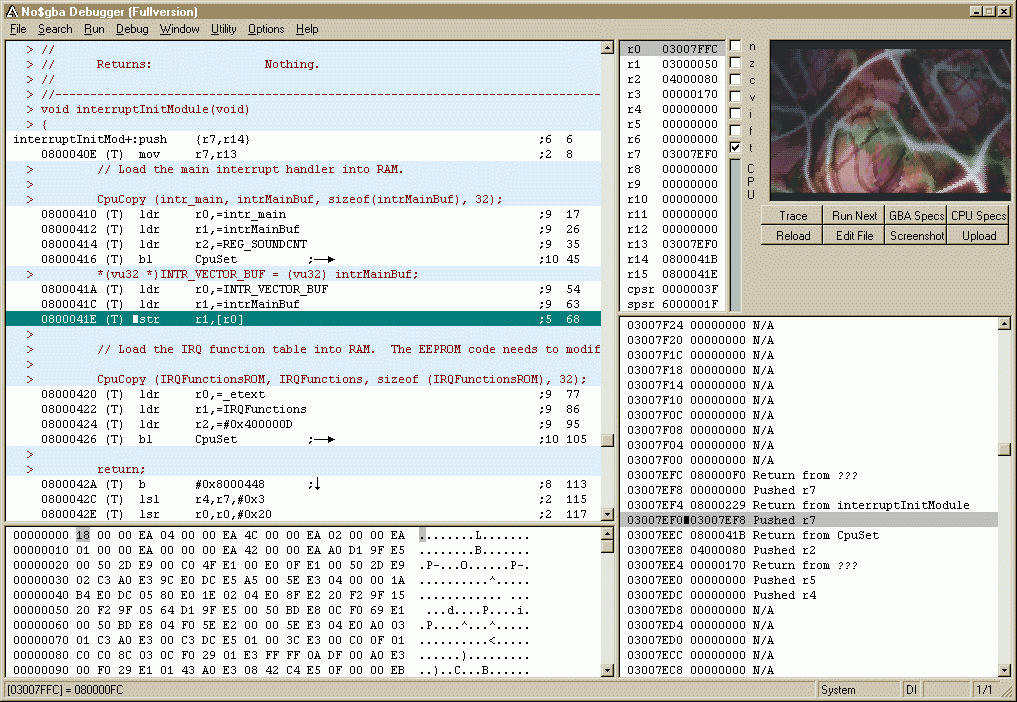 No$gba Debugger (Fullversion)
File Search Run Debug Window Utility Options Help
> //
> // Returns: Nothing.
> //
> //------------------------------------------------------------------------
> void interruptInitModule(void)
> {
interruptInitMod+:push {r7,r14} ;6 6
0800040E (T) mov r7,r13 ;2 8
> // Load the main interrupt handler into RAM.
>
> CpuCopy (intr_main, intrMainBuf, sizeof(intrMainBuf), 32);
08000410 (T) ldr r0,=intr_main ;9 17
08000412 (T) ldr r1,=intrMainBuf ;9 26
08000414 (T) ldr r2,=REG_SOUNDCNT ;9 35
08000416 (T) bl CpuSet ;→ ;10 45
> *(vu32 *)INTR_VECTOR_BUF = (vu32) intrMainBuf;
0800041A (T) ldr r0,=INTR_VECTOR_BUF ;9 54
0800041C (T) ldr r1,=intrMainBuf ;9 63
0800041E (T) str r1,[r0] ;5 68
>
> // Load the IRQ function table into RAM. The EEPROM code needs to modif
>
> CpuCopy (IRQFunctionsROM, IRQFunctions, sizeof (IRQFunctionsROM), 32);
08000420 (T) ldr r0,=_etext ;9 77
08000422 (T) ldr r1,=IRQFunctions ;9 86
08000424 (T) ldr r2,=#0x400000D ;9 95
08000426 (T) bl CpuSet ;→ ;10 105
>
> return;
0800042A (T) b #0x8000448 ;↓ ;8 113
0800042C (T) lsl r4,r7,#0x3 ;2 115
0800042E (T) lsl r0,r0,#0x20 ;2 117
r0 03007FFC n
r1 03000050 z
r2 04000080 c
r3 00000170 v
r4 00000000 i
r5 00000000 f
r6 00000000 t
r7 03007EF0
r8 00000000
r9 00000000
r10 00000000
r11 00000000
r12 00000000
r13 03007EF0
r14 0800041B
r15 0800041E
cpsr 0000003F
spsr 6000001F
CPU
Trace Run Next GBA Specs CPU Specs
Reload Edit File Screenshot Upload
00000000 18 00 00 EA 04 00 00 EA 4C 00 00 EA 02 00 00 EA ........L.......
00000010 01 00 00 EA 00 00 00 EA 42 00 00 EA A0 D1 9F E5 ........B.......
00000020 00 50 2D E9 00 C0 4F E1 00 E0 0F E1 00 50 2D E9 .P-...O......P-.
00000030 02 C3 A0 E3 9C E0 DC E5 A5 00 5E E3 04 00 00 1A ..........^.....
00000040 B4 E0 DC 05 80 E0 1E 02 04 E0 8F E2 20 F2 9F 15 ............ ...
00000050 20 F2 9F 05 64 D1 9F E5 00 50 BD E8 0C F0 69 E1 ...d....P....i.
00000060 00 50 BD E8 04 F0 5E E2 00 00 5E E3 04 E0 A0 03 .P....^...^.....
00000070 01 C3 A0 E3 00 C3 DC E5 01 00 3C E3 00 C0 0F 01 ..........<.....
00000080 C0 C0 8C 03 0C F0 29 01 E3 FF FF 0A DF 00 A0 E3 ......).........
00000090 00 F0 29 E1 01 43 A0 E3 08 42 C4 E5 0F 00 00 EB ..)..C...B......
03007F24 00000000 N/A
03007F20 00000000 N/A
03007F1C 00000000 N/A
03007F18 00000000 N/A
03007F14 00000000 N/A
03007F10 00000000 N/A
03007F0C 00000000 N/A
03007F08 00000000 N/A
03007F04 00000000 N/A
03007F00 00000000 N/A
03007EFC 080000F0 Return from ???
03007EF8 00000000 Pushed r7
03007EF4 08000229 Return from interruptInitModule
03007EF0 03007EF8 Pushed r7
03007EEC 0800041B Return from CpuSet
03007EE8 04000080 Pushed r2
03007EE4 00000170 Return from ???
03007EE0 00000000 Pushed r5
03007EDC 00000000 Pushed r4
03007ED8 00000000 N/A
03007ED4 00000000 N/A
03007ED0 00000000 N/A
03007ECC 00000000 N/A
03007EC8 00000000 N/A
[03007FFC] = 080000FC
System DI 1/1